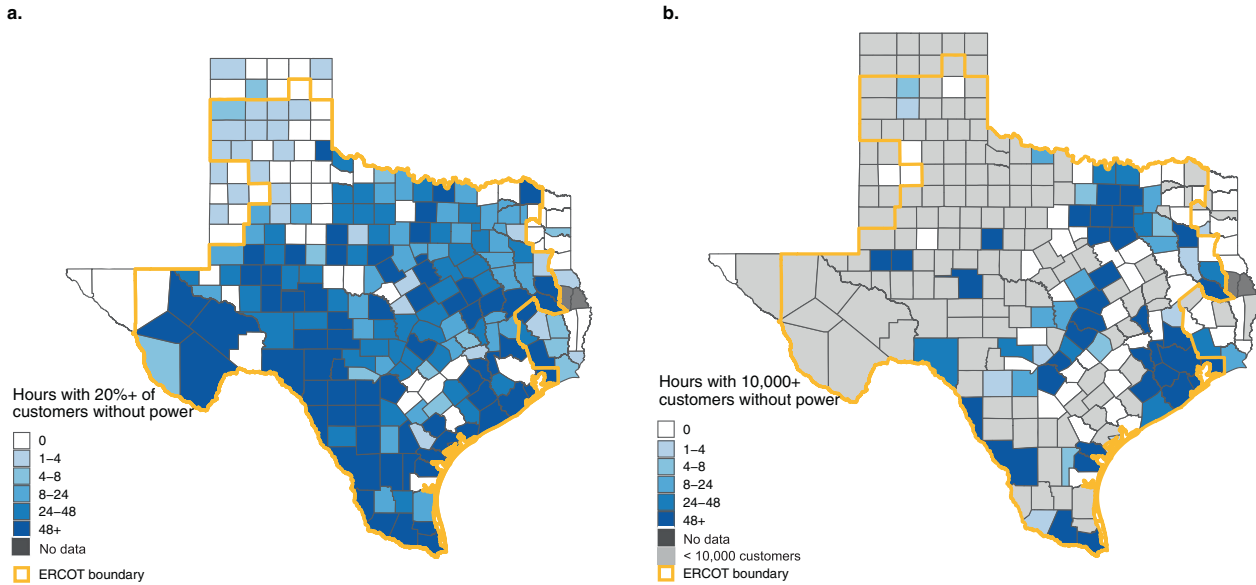 a.
Hours with 20%+ of
customers without power
0
1–4
4–8
8–24
24–48
48+
No data
ERCOT boundary
b.
Hours with 10,000+
customers without power
0
1–4
4–8
8–24
24–48
48+
No data
< 10,000 customers
ERCOT boundary